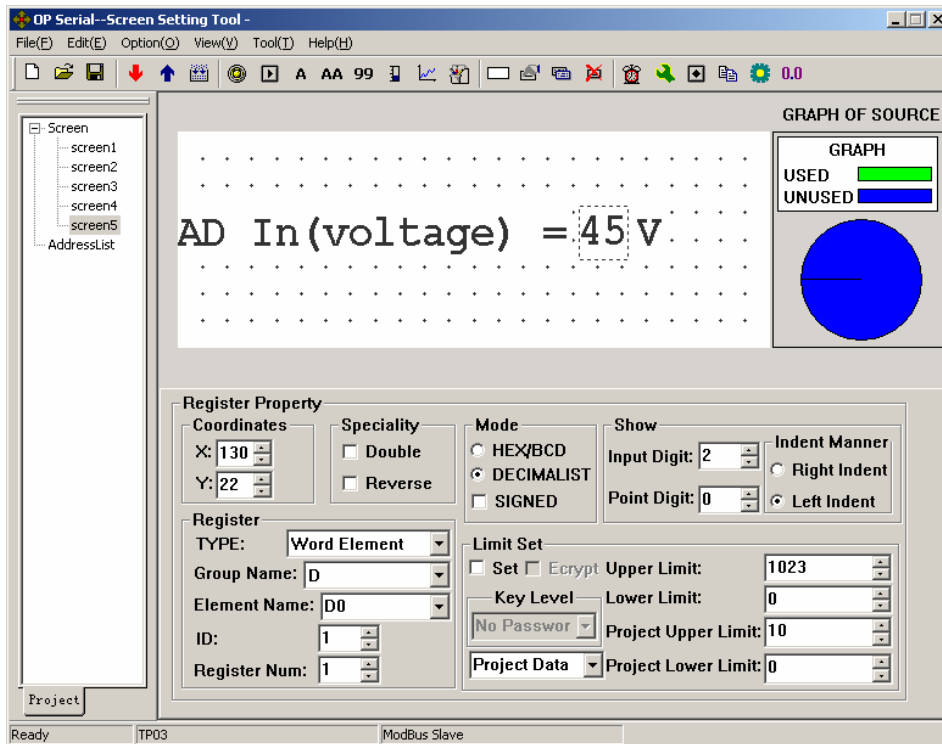 OP Serial--Screen Setting Tool -
File(F) Edit(E) Option(O) View(V) Tool(T) Help(H)
A AA 99 0.0
Screen
screen1
screen2
screen3
screen4
screen5
AddressList
Project
GRAPH OF SOURCE
GRAPH
USED
UNUSED
AD In(voltage) = 45 V
Register Property
Coordinates
X: 130
Y: 22
Speciality
Double
Reverse
Mode
HEX/BCD
DECIMALIST
SIGNED
Show
Input Digit: 2
Point Digit: 0
Indent Manner
Right Indent
Left Indent
Register
TYPE: Word Element
Group Name: D
Element Name: D0
ID: 1
Register Num: 1
Limit Set
Set Ecrypt
Key Level
No Passwor
Project Data
Upper Limit: 1023
Lower Limit: 0
Project Upper Limit: 10
Project Lower Limit: 0
Ready TP03 ModBus Slave